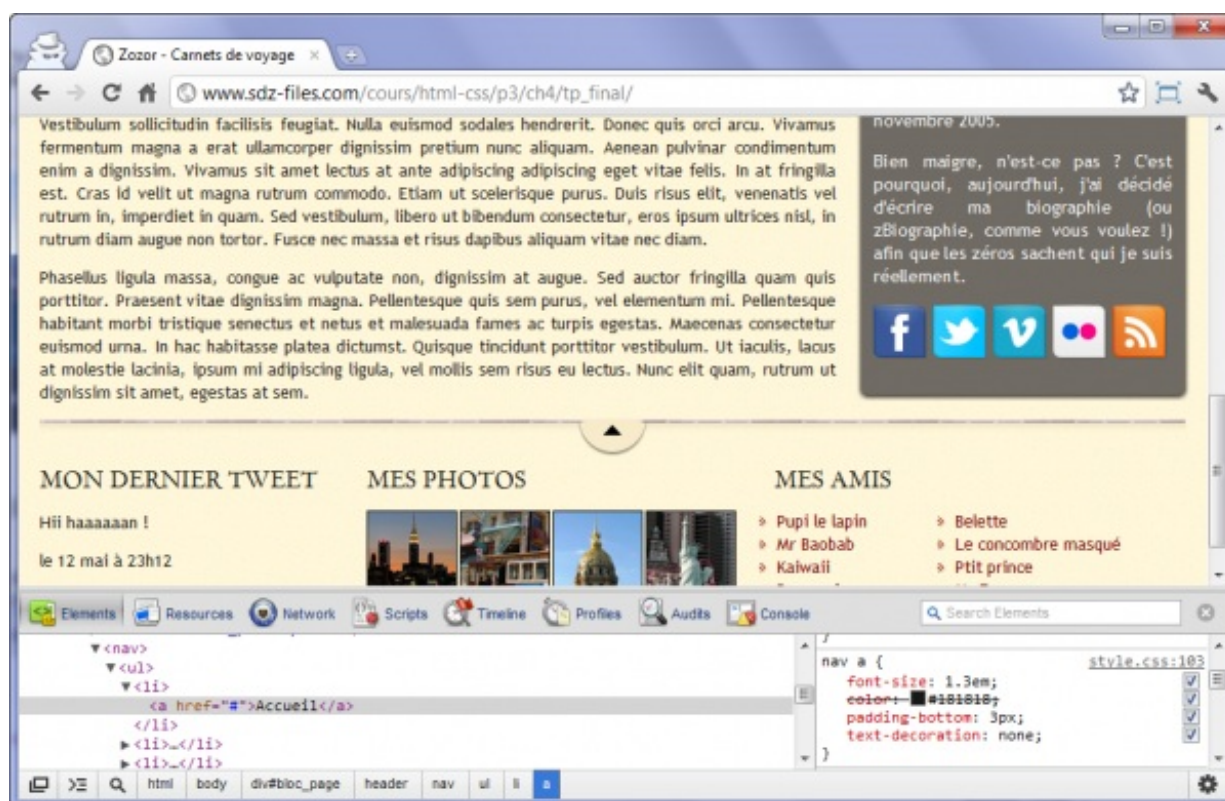 Zozor - Carnets de voyage
www.sdz-files.com/cours/html-css/p3/ch4/tp_final/
Vestibulum sollicitudin facilisis feugiat. Nulla euismod sodales hendrerit. Donec quis orci arcu. Vivamus
fermentum magna a erat ullamcorper dignissim pretium nunc aliquam. Aenean pulvinar condimentum
enim a dignissim. Vivamus sit amet lectus at ante adipiscing adipiscing eget vitae felis. In at fringilla
est. Cras id velit ut magna rutrum commodo. Etiam ut scelerisque purus. Duis risus elit, venenatis vel
rutrum in, imperdiet in quam. Sed vestibulum, libero ut bibendum consectetur, eros ipsum ultrices nisl, in
rutrum diam augue non tortor. Fusce nec massa et risus dapibus aliquam vitae nec diam.
Phasellus ligula massa, congue ac vulputate non, dignissim at augue. Sed auctor fringilla quam quis
porttitor. Praesent vitae dignissim magna. Pellentesque quis sem purus, vel elementum mi. Pellentesque
habitant morbi tristique senectus et netus et malesuada fames ac turpis egestas. Maecenas consectetur
euismod urna. In hac habitasse platea dictumst. Quisque tincidunt porttitor vestibulum. Ut iaculis, lacus
at molestie lacinia, ipsum mi adipiscing ligula, vel mollis sem risus eu lectus. Nunc elit quam, rutrum ut
dignissim sit amet, egestas at sem.
novembre 2005.
Bien maigre, n'est-ce pas ? C'est
pourquoi, aujourd'hui, j'ai décidé
d'écrire ma biographie (ou
zBiographie, comme vous voulez !)
afin que les zéros sachent qui je suis
réellement.
MON DERNIER TWEET
Hii haaaaaan !
le 12 mai à 23h12
MES PHOTOS
MES AMIS
» Pupi le lapin
» Mr Baobab
» Kaiwaii
» Belette
» Le concombre masqué
» Ptit prince
Elements Resources Network Scripts Timeline Profiles Audits Console Search Elements
▼<nav>
▼<ul>
▼<li>
<a href="#">Accueil</a>
</li>
▶<li>…</li>
▶<li>…</li>
}
nav a { style.css:103
font-size: 1.3em;
color: #181818;
padding-bottom: 3px;
text-decoration: none;
}
html body div#bloc_page header nav ul li a